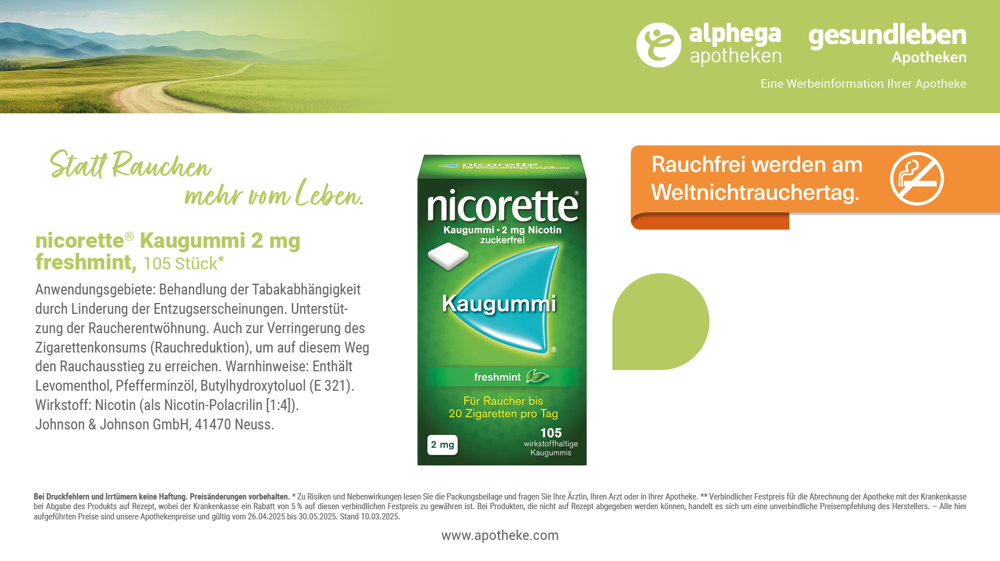 alphega
apotheken
gesundleben
Apotheken
Eine Werbeinformation Ihrer Apotheke
Statt Rauchen
mehr vom Leben.
nicorette® Kaugummi 2 mg
freshmint, 105 Stück*
Anwendungsgebiete: Behandlung der Tabakabhängigkeit
durch Linderung der Entzugserscheinungen. Unterstüt-
zung der Raucherentwöhnung. Auch zur Verringerung des
Zigarettenkonsums (Rauchreduktion), um auf diesem Weg
den Rauchausstieg zu erreichen. Warnhinweise: Enthält
Levomenthol, Pfefferminzöl, Butylhydroxytoluol (E 321).
Wirkstoff: Nicotin (als Nicotin-Polacrilin [1:4]).
Johnson & Johnson GmbH, 41470 Neuss.
nicorette
nicorette®
Kaugummi • 2 mg Nicotin
zuckerfrei
Kaugummi
®
freshmint
Für Raucher bis
20 Zigaretten pro Tag
105
wirkstoffhaltige
Kaugummis
2 mg
Rauchfrei werden am
Weltnichtrauchertag.
Bei Druckfehlern und Irrtümern keine Haftung. Preisänderungen vorbehalten. * Zu Risiken und Nebenwirkungen lesen Sie die Packungsbeilage und fragen Sie Ihre Ärztin, Ihren Arzt oder in Ihrer Apotheke. ** Verbindlicher Festpreis für die Abrechnung der Apotheke mit der Krankenkasse
bei Abgabe des Produkts auf Rezept, wobei der Krankenkasse ein Rabatt von 5 % auf diesen verbindlichen Festpreis zu gewähren ist. Bei Produkten, die nicht auf Rezept abgegeben werden können, handelt es sich um eine unverbindliche Preisempfehlung des Herstellers. – Alle hier
aufgeführten Preise sind unsere Apothekenpreise und gültig vom 26.04.2025 bis 30.05.2025. Stand 10.03.2025.
www.apotheke.com